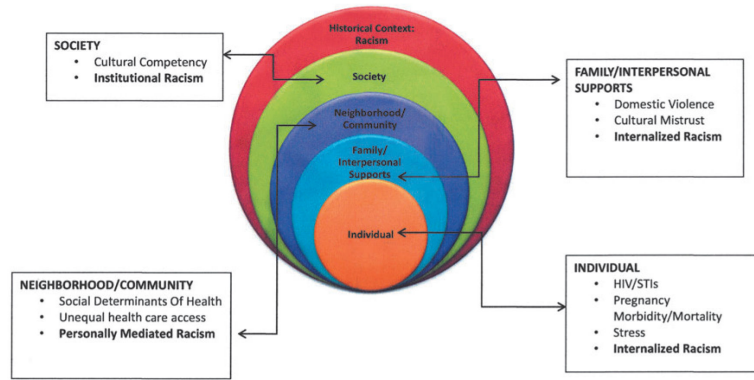 Historical Context:
Racism
Society
Neighborhood/
Community
Family/
Interpersonal
Supports
Individual
SOCIETY
• Cultural Competency
• Institutional Racism
FAMILY/INTERPERSONAL
SUPPORTS
• Domestic Violence
• Cultural Mistrust
• Internalized Racism
NEIGHBORHOOD/COMMUNITY
• Social Determinants Of Health
• Unequal health care access
• Personally Mediated Racism
INDIVIDUAL
• HIV/STIs
• Pregnancy
Morbidity/Mortality
• Stress
• Internalized Racism